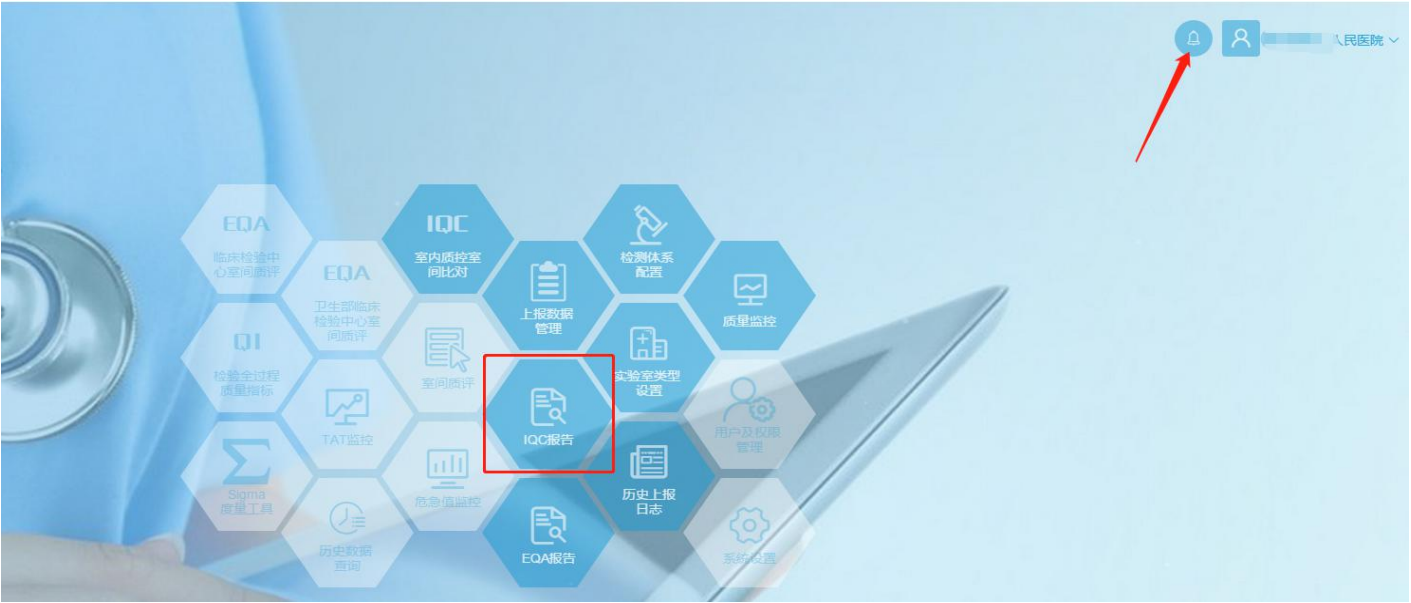 人民医院
EQA
临床检验中
心室间质评
IQC
室内质控室
间比对
检测体系
配置
EQA
卫生部临床
检验中心室
间质评
上报数据
管理
质量监控
QI
检验全过程
质量指标
室间质评
实验室类型
设置
TAT监控
IQC报告
用户及权限
管理
Sigma
度量工具
危急值监控
历史上报
日志
历史数据
查询
EQA报告
系统设置